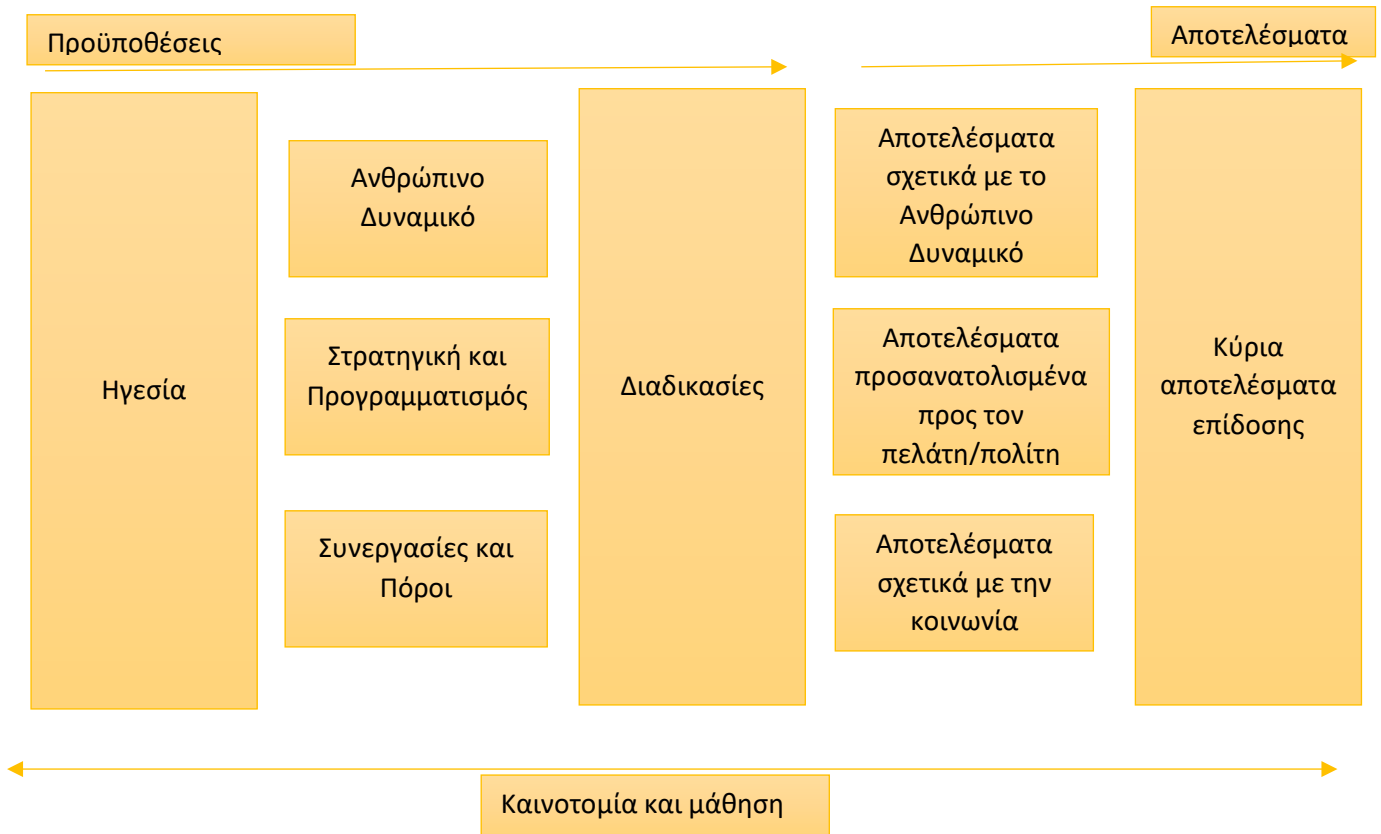 Προϋποθέσεις
Αποτελέσματα
Ηγεσία
Ανθρώπινο
Δυναμικό
Στρατηγική και
Προγραμματισμός
Συνεργασίες και
Πόροι
Διαδικασίες
Αποτελέσματα
σχετικά με το
Ανθρώπινο
Δυναμικό
Αποτελέσματα
προσανατολισμένα
προς τον
πελάτη/πολίτη
Αποτελέσματα
σχετικά με την
κοινωνία
Κύρια
αποτελέσματα
επίδοσης
Καινοτομία και μάθηση